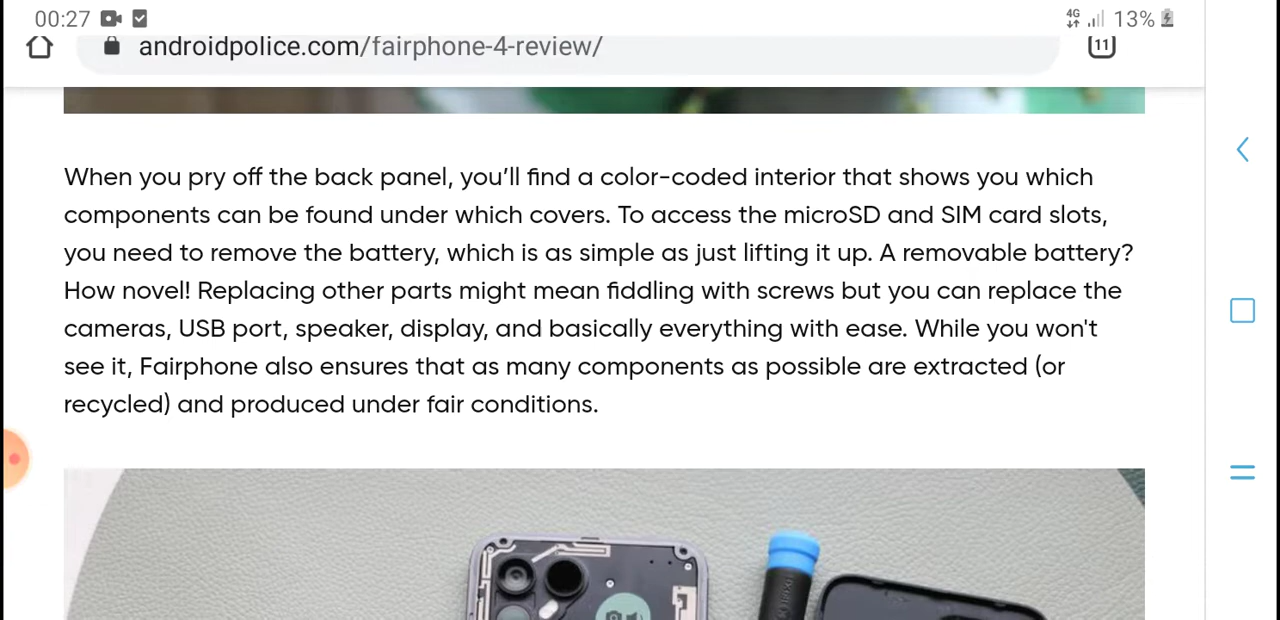 00:27
4G 13%
androidpolice.com/fairphone-4-review/
11
When you pry off the back panel, you’ll find a color-coded interior that shows you which
components can be found under which covers. To access the microSD and SIM card slots,
you need to remove the battery, which is as simple as just lifting it up. A removable battery?
How novel! Replacing other parts might mean fiddling with screws but you can replace the
cameras, USB port, speaker, display, and basically everything with ease. While you won't
see it, Fairphone also ensures that as many components as possible are extracted (or
recycled) and produced under fair conditions.